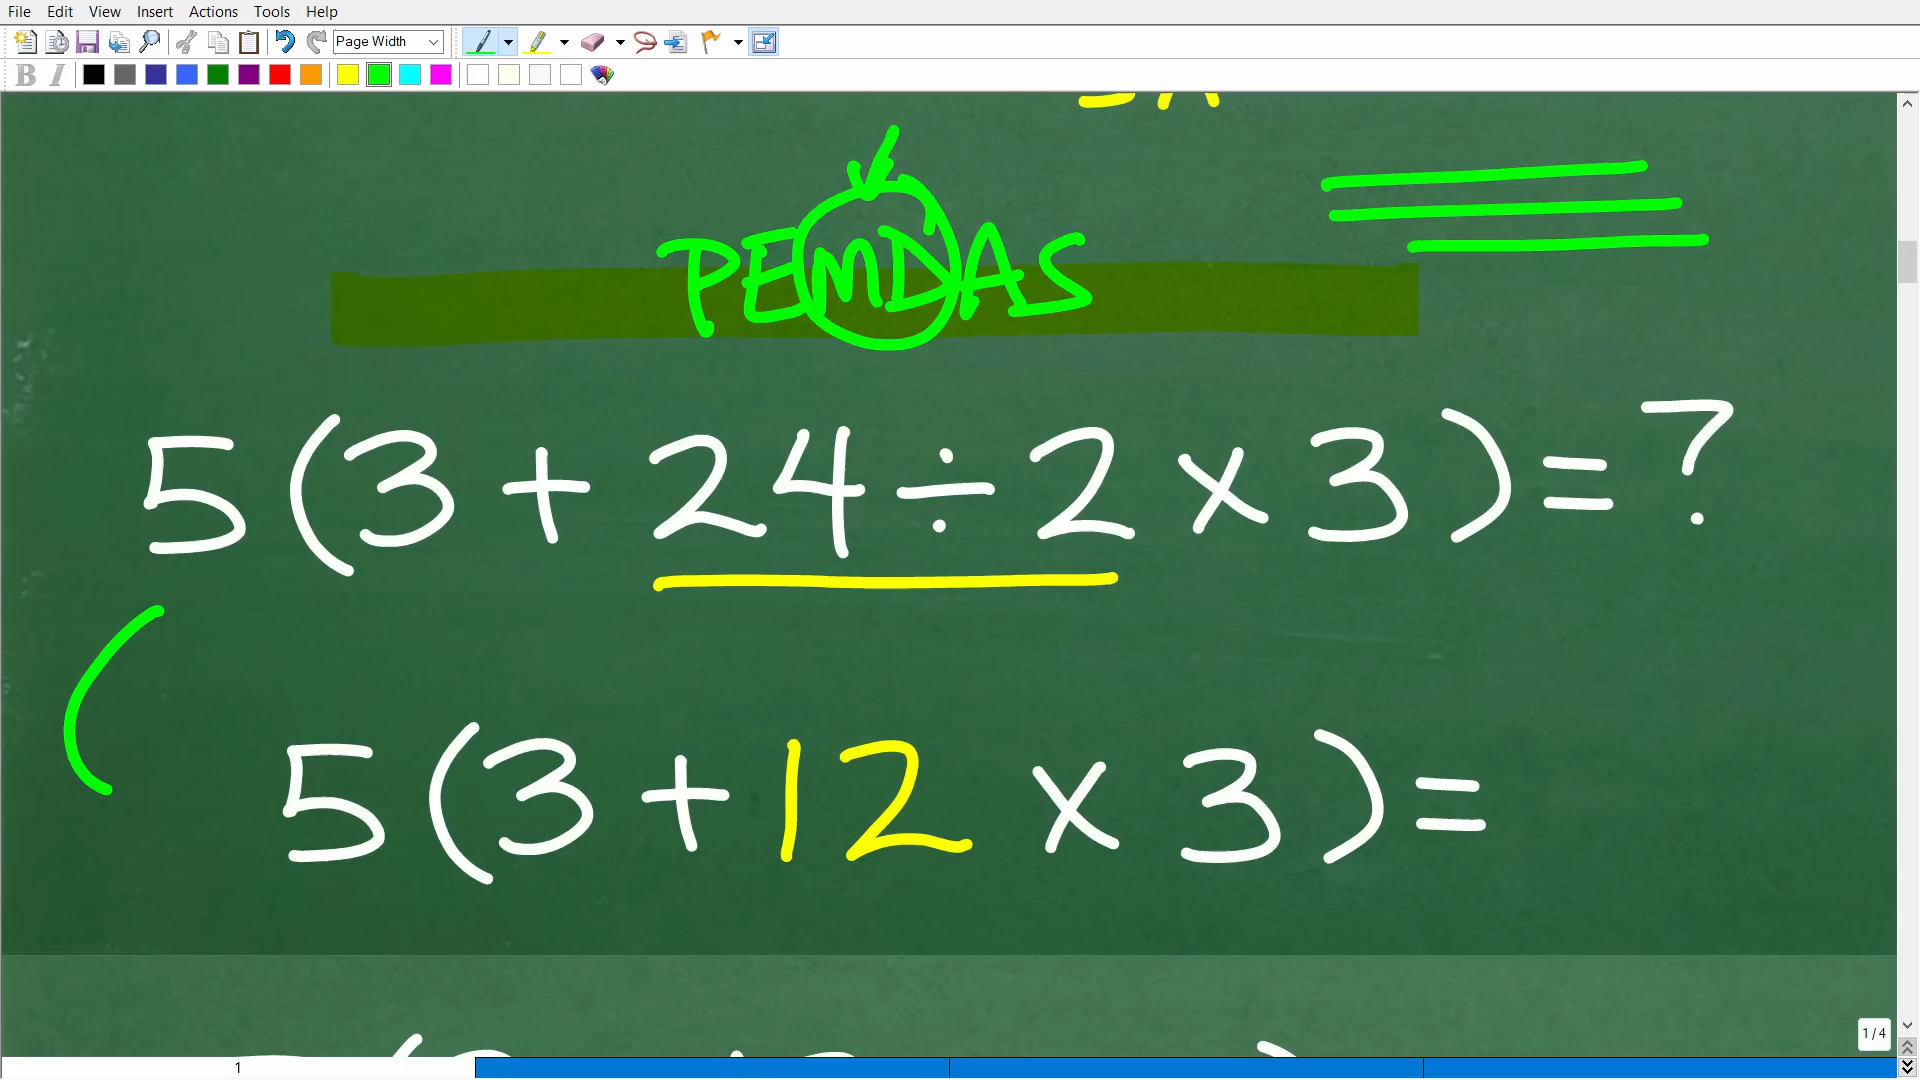 File Edit View Insert Actions Tools Help
Page Width
B I
PEMDAS
5(3 + 24 ÷ 2 x 3) = ?
5(3 + 12 x 3) =
1 / 4
1